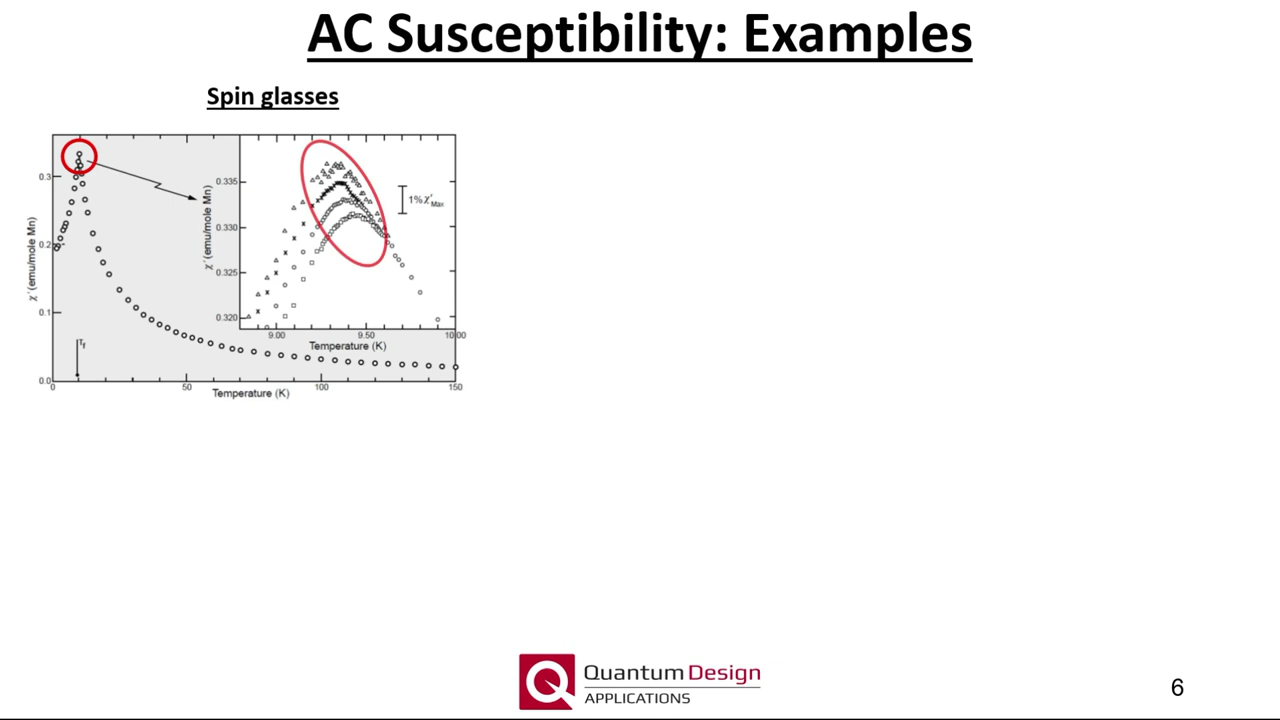 AC Susceptibility: Examples
Spin glasses
χ′(emu/mole Mn)
0.3
0.2
0.1
0.0
Tf
0
50
100
150
Temperature (K)
χ′(emu/mole Mn)
0.335
0.330
0.325
0.320
1%χ′Max
9.00
9.50
10.00
Temperature (K)
Quantum Design
APPLICATIONS
6